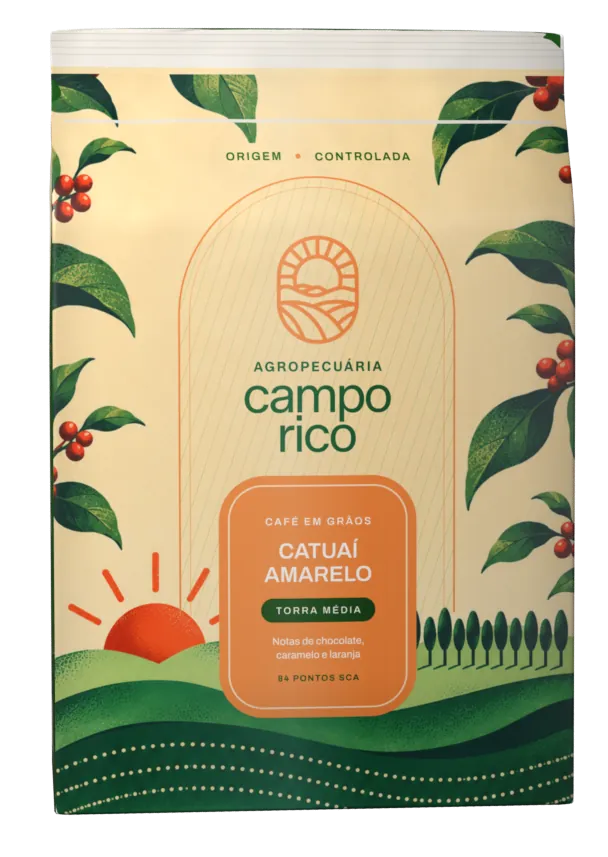 ORIGEM • CONTROLADA
AGROPECUÁRIA
campo
rico
CAFÉ EM GRÃOS
CATUAÍ
AMARELO
TORRA MÉDIA
Notas de chocolate,
caramelo e laranja
84 PONTOS SCA